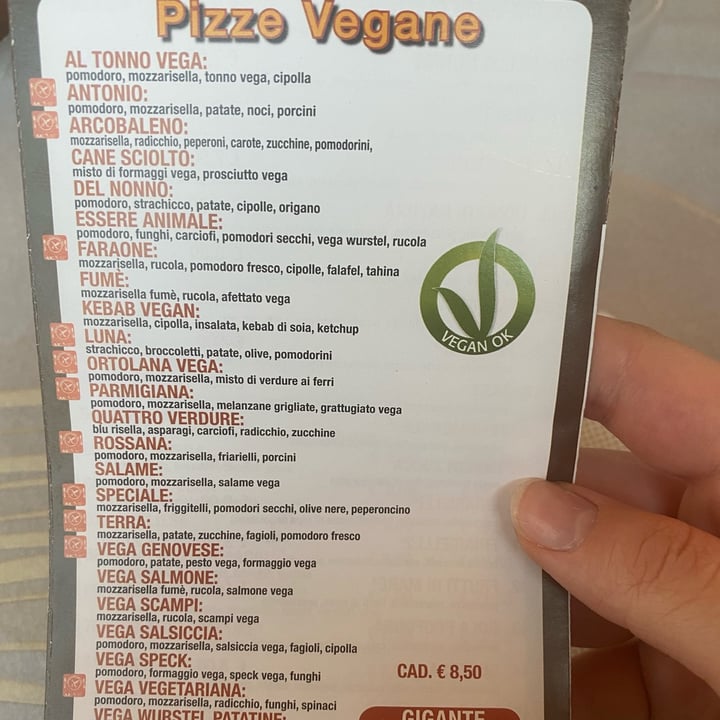 Pizze Vegane
AL TONNO VEGA:
pomodoro, mozzarisella, tonno vega, cipolla
ANTONIO:
pomodoro, mozzarisella, patate, noci, porcini
ARCOBALENO:
mozzarisella, radicchio, peperoni, carote, zucchine, pomodorini,
CANE SCIOLTO:
misto di formaggi vega, prosciutto vega
DEL NONNO:
pomodoro, strachicco, patate, cipolle, origano
ESSERE ANIMALE:
pomodoro, funghi, carciofi, pomodori secchi, vega wurstel, rucola
FARAONE:
mozzarisella, rucola, pomodoro fresco, cipolle, falafel, tahina
FUMÈ:
mozzarisella fumè, rucola, afettato vega
KEBAB VEGAN:
mozzarisella, cipolla, insalata, kebab di soia, ketchup
LUNA:
strachicco, broccoletti, patate, olive, pomodorini
ORTOLANA VEGA:
pomodoro, mozzarisella, misto di verdure ai ferri
PARMIGIANA:
pomodoro, mozzarisella, melanzane grigliate, grattugiato vega
QUATTRO VERDURE:
blu risella, asparagi, carciofi, radicchio, zucchine
ROSSANA:
pomodoro, mozzarisella, friarielli, porcini
SALAME:
pomodoro, mozzarisella, salame vega
SPECIALE:
mozzarisella, friggitelli, pomodori secchi, olive nere, peperoncino
TERRA:
mozzarisella, patate, zucchine, fagioli, pomodoro fresco
VEGA GENOVESE:
pomodoro, patate, pesto vega, formaggio vega
VEGA SALMONE:
mozzarisella fumè, rucola, salmone vega
VEGA SCAMPI:
mozzarisella, rucola, scampi vega
VEGA SALSICCIA:
pomodoro, mozzarisella, salsiccia vega, fagioli, cipolla
VEGA SPECK:
pomodoro, formaggio vega, speck vega, funghi
VEGA VEGETARIANA:
pomodoro, mozzarisella, radicchio, funghi, spinaci
VEGA WURSTEL PATATINE:
VEGAN OK
CAD. € 8,50
GIGANTE